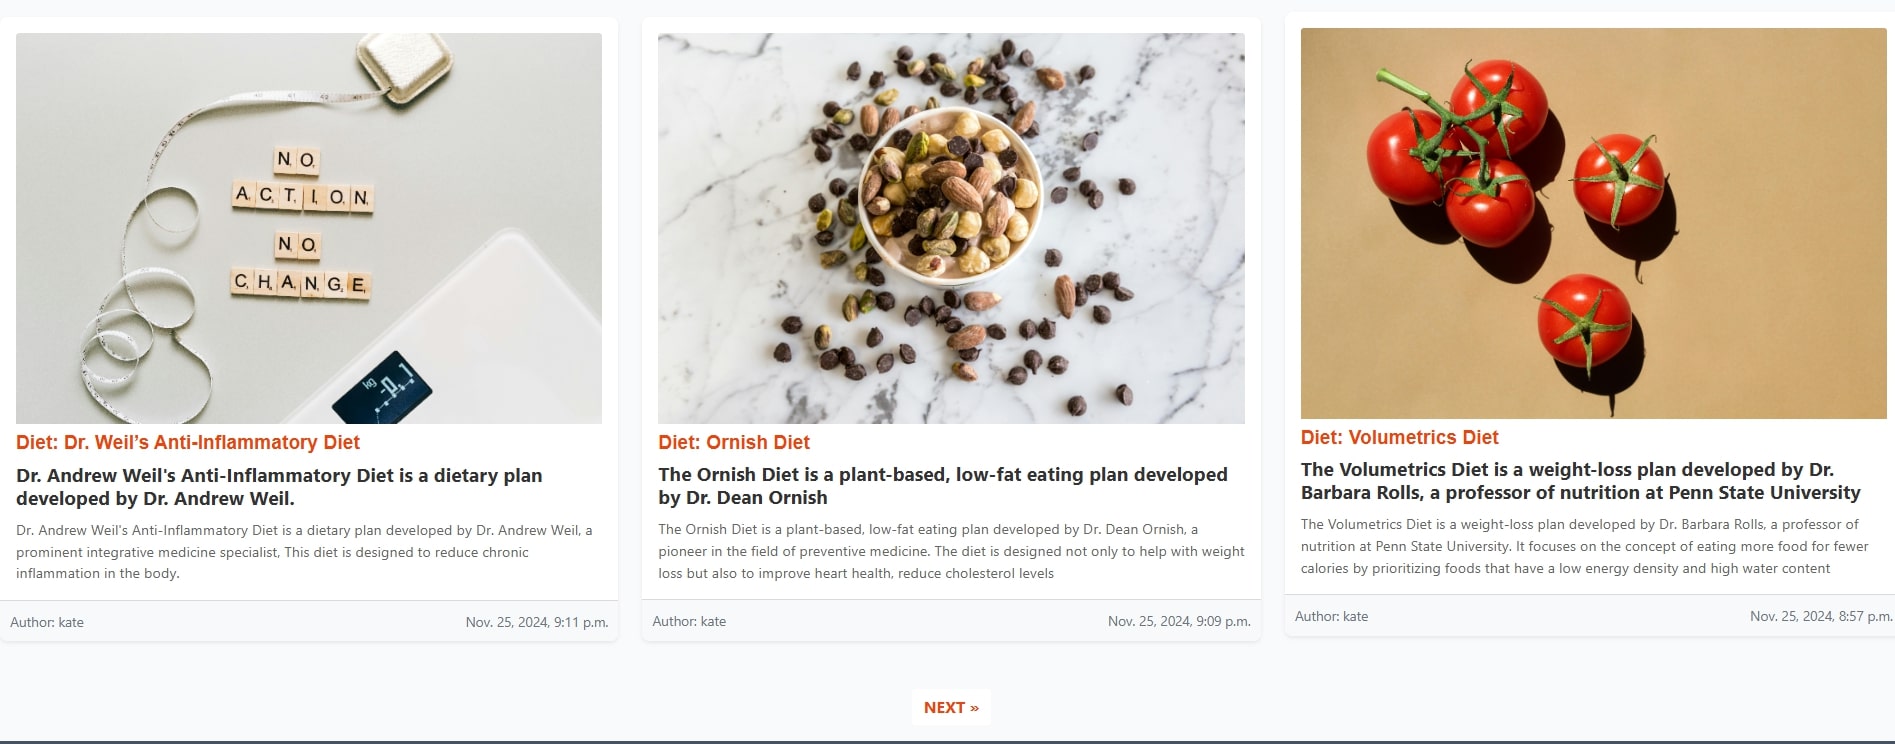 NO
ACTION
NO
CHANGE
kg
-0.1
Diet: Dr. Weil’s Anti-Inflammatory Diet
Dr. Andrew Weil's Anti-Inflammatory Diet is a dietary plan
developed by Dr. Andrew Weil.
Dr. Andrew Weil's Anti-Inflammatory Diet is a dietary plan developed by Dr. Andrew Weil, a
prominent integrative medicine specialist, This diet is designed to reduce chronic
inflammation in the body.
Author: kate
Nov. 25, 2024, 9:11 p.m.
Diet: Ornish Diet
The Ornish Diet is a plant-based, low-fat eating plan developed
by Dr. Dean Ornish
The Ornish Diet is a plant-based, low-fat eating plan developed by Dr. Dean Ornish, a
pioneer in the field of preventive medicine. The diet is designed not only to help with weight
loss but also to improve heart health, reduce cholesterol levels
Author: kate
Nov. 25, 2024, 9:09 p.m.
Diet: Volumetrics Diet
The Volumetrics Diet is a weight-loss plan developed by Dr.
Barbara Rolls, a professor of nutrition at Penn State University
The Volumetrics Diet is a weight-loss plan developed by Dr. Barbara Rolls, a professor of
nutrition at Penn State University. It focuses on the concept of eating more food for fewer
calories by prioritizing foods that have a low energy density and high water content
Author: kate
Nov. 25, 2024, 8:57 p.m.
NEXT »